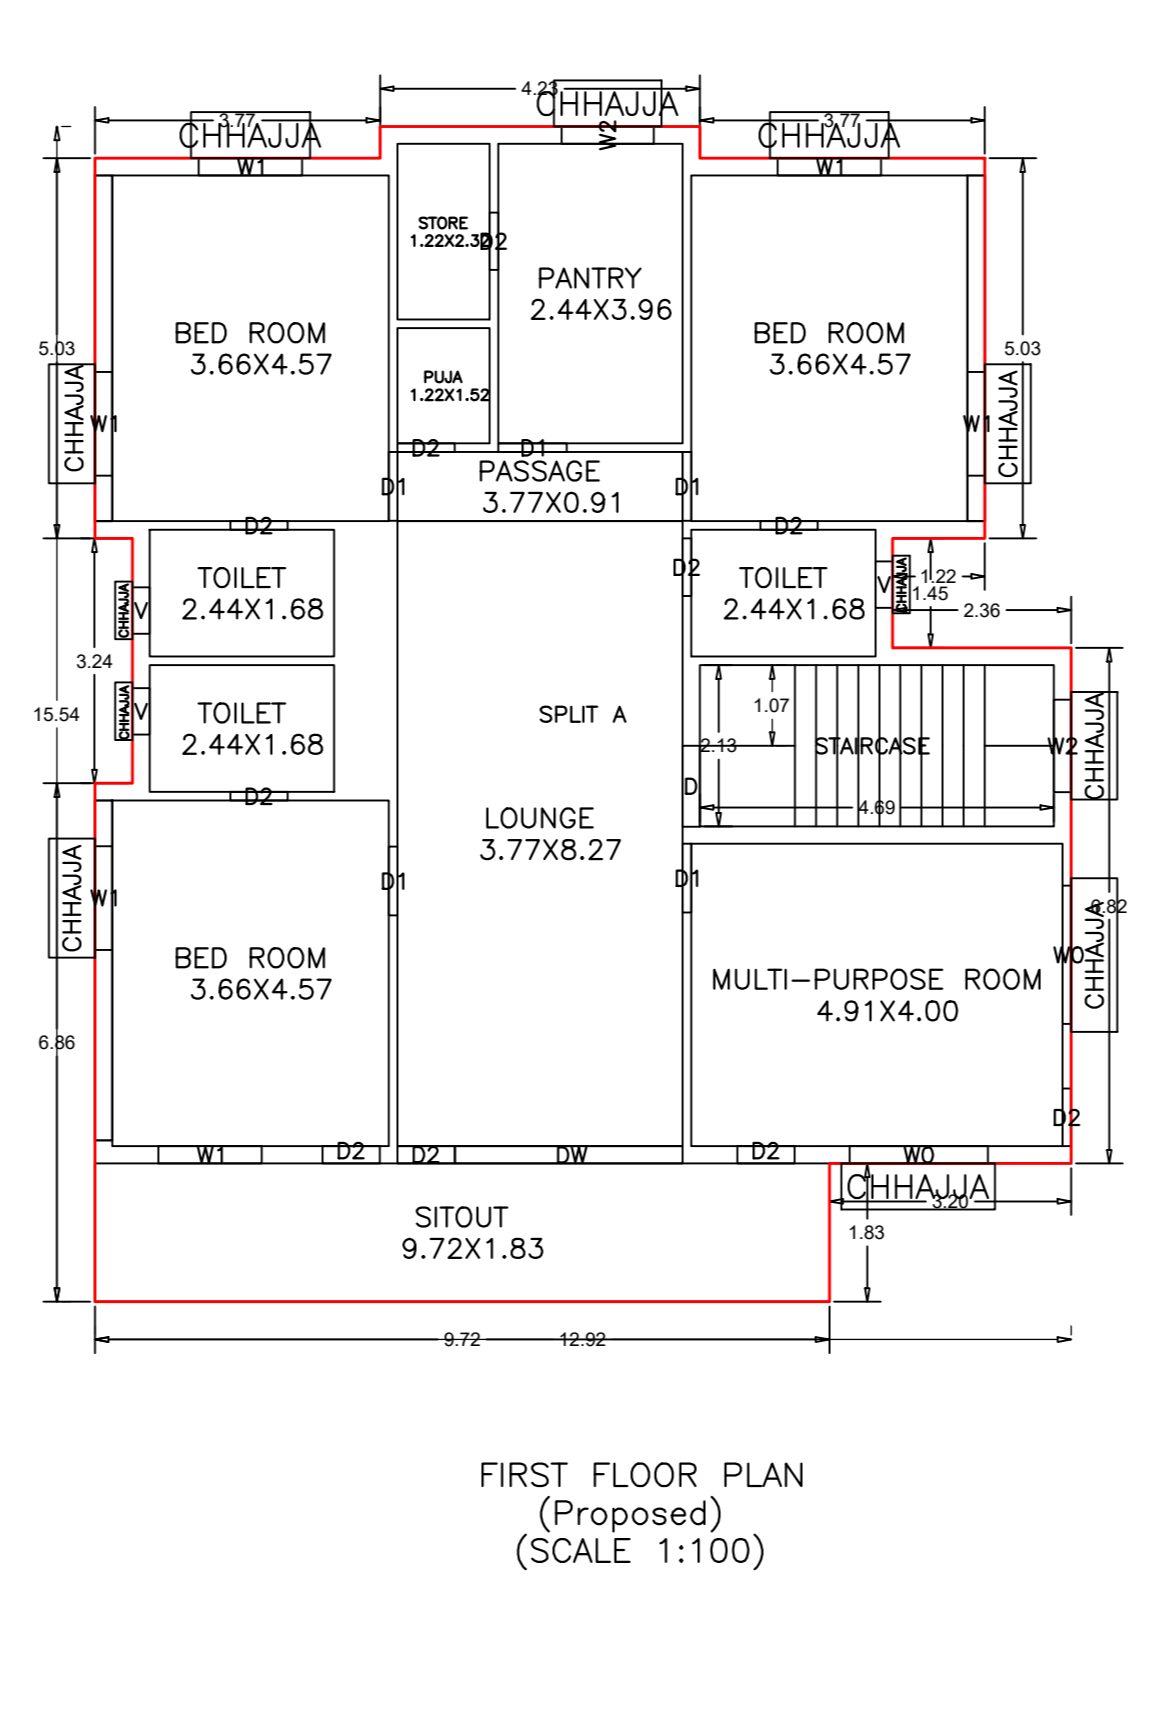 4.23
CHHAJJA
W2
3.77
CHHAJJA
W1
3.77
CHHAJJA
W1
STORE
1.22X2.32
D2
PANTRY
2.44X3.96
BED ROOM
3.66X4.57
BED ROOM
3.66X4.57
5.03
5.03
CHHAJJA
W1
PUJA
1.22X1.52
W1
CHHAJJA
D2
D1
PASSAGE
3.77X0.91
D1
D1
D2
D2
D2
TOILET
2.44X1.68
TOILET
2.44X1.68
CHHAJJA
V
V
CHHAJJA
1.22
1.45
2.36
3.24
15.54
CHHAJJA
V
TOILET
2.44X1.68
SPLIT A
1.07
2.13
STAIRCASE
W2
CHHAJJA
D
4.69
D2
LOUNGE
3.77X8.27
CHHAJJA
W1
D1
D1
6.82
W0
CHHAJJA
BED ROOM
3.66X4.57
MULTI-PURPOSE ROOM
4.91X4.00
6.86
D2
W1
D2
D2
DW
D2
W0
CHHAJJA
3.20
SITOUT
9.72X1.83
1.83
9.72
12.92
FIRST FLOOR PLAN
(Proposed)
(SCALE 1:100)